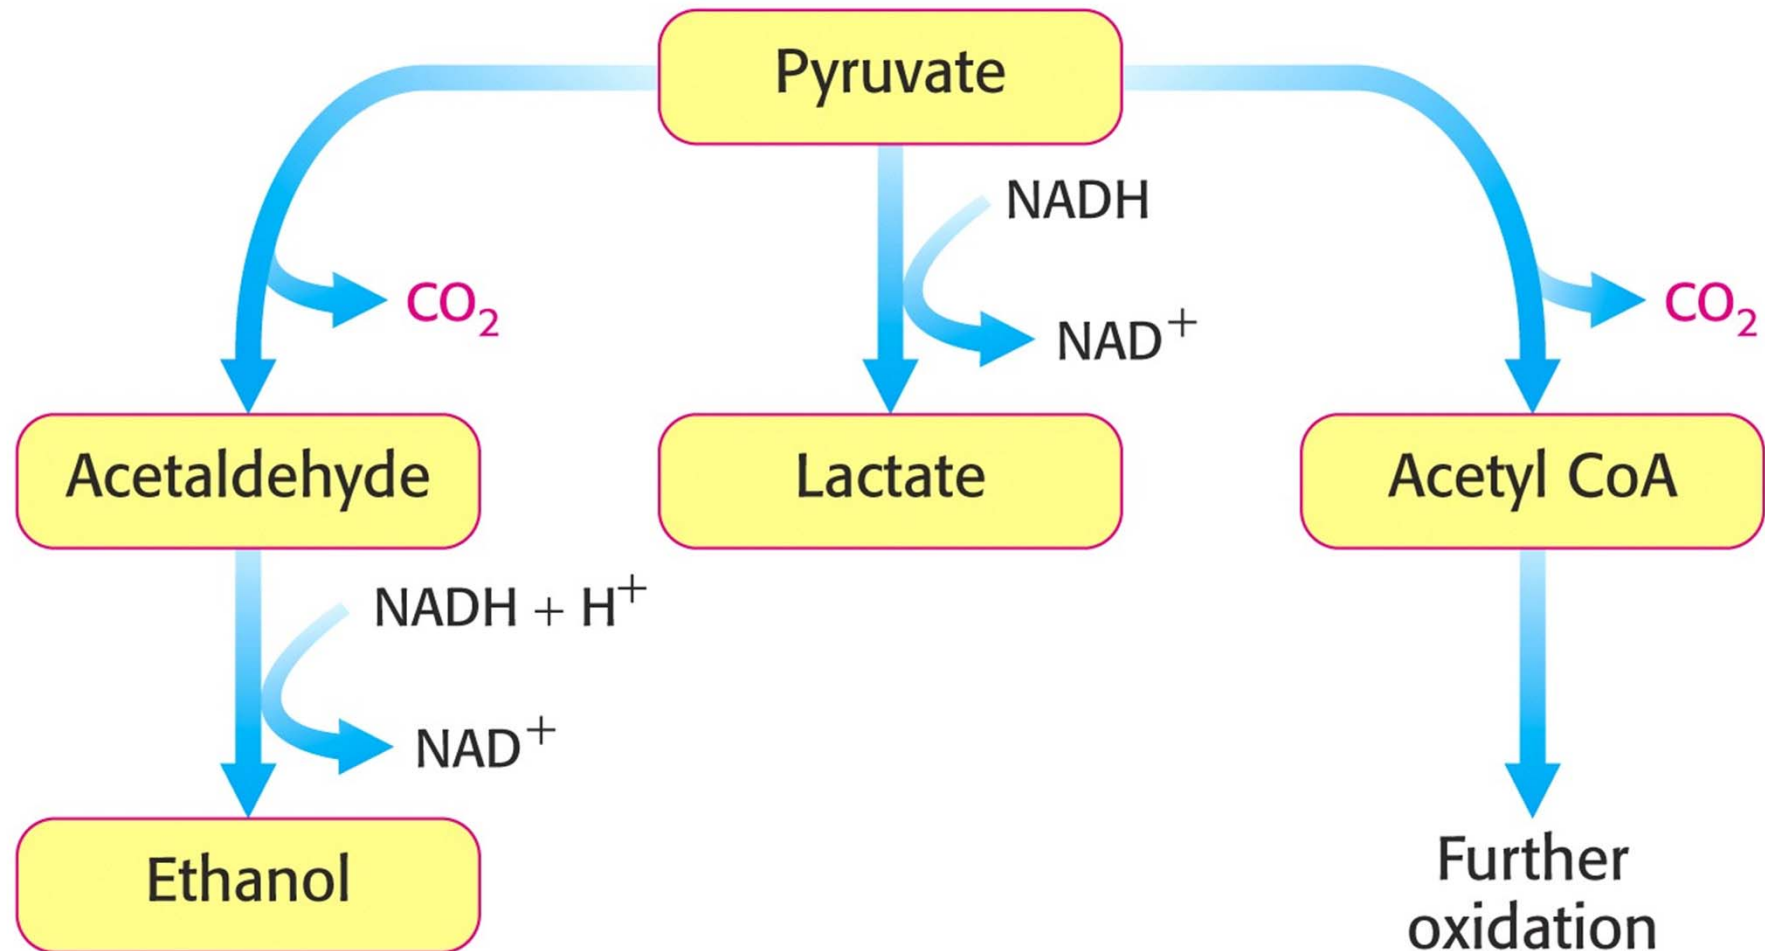 Pyruvate
NADH
CO₂
CO₂
NAD⁺
Acetaldehyde
Lactate
Acetyl CoA
NADH + H⁺
NAD⁺
Ethanol
Further
oxidation